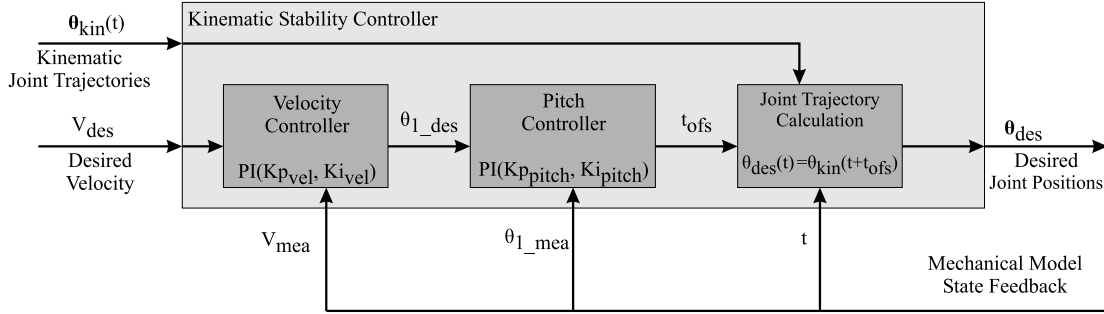 Kinematic Stability Controller
θkin(t)
Kinematic
Joint Trajectories
Vdes
Desired
Velocity
Velocity
Controller
PI(Kpvel, Kivel)
θ1_des
Pitch
Controller
PI(Kppitch, Kipitch)
tofs
Joint Trajectory
Calculation
θdes(t)=θkin(t+tofs)
θdes
Desired
Joint Positions
Vmea
θ1_mea
t
Mechanical Model
State Feedback